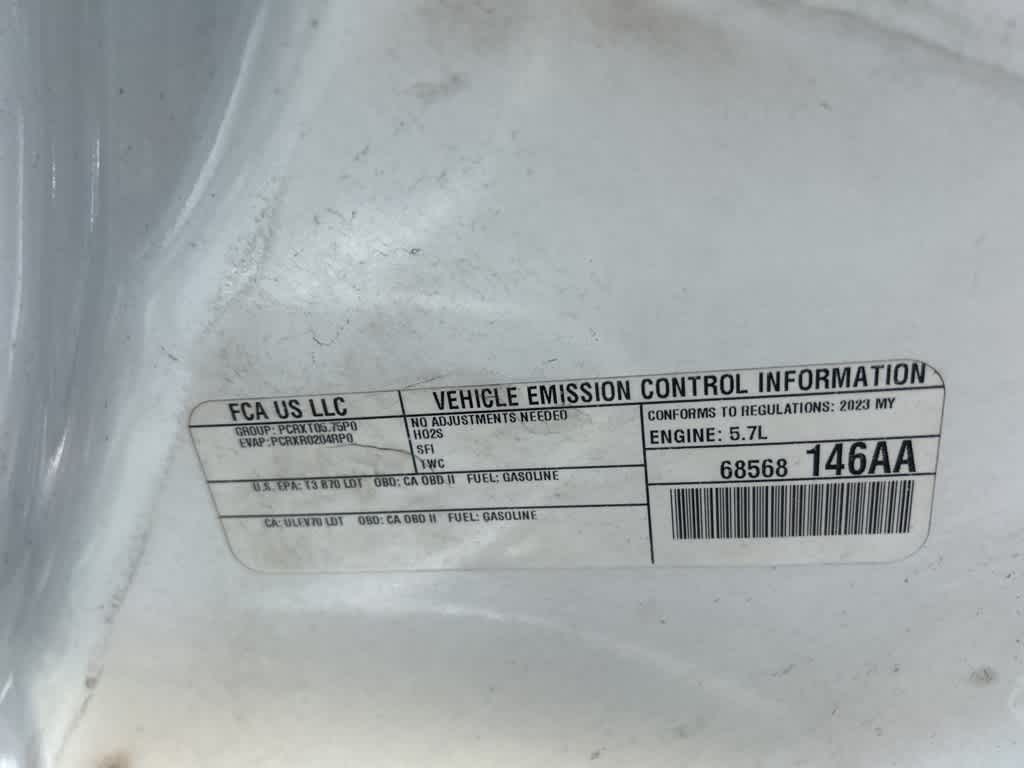 FCA US LLC
GROUP: PCRXT05.75P0
EVAP: PCRXR0204RP0
VEHICLE EMISSION CONTROL INFORMATION
NO ADJUSTMENTS NEEDED
HO2S
SFI
TWC
CONFORMS TO REGULATIONS: 2023 MY
ENGINE: 5.7L
68568 146AA
U.S. EPA: T3 B70 LDT OBD: CA OBD II FUEL: GASOLINE
CA: ULEV70 LDT OBD: CA OBD II FUEL: GASOLINE